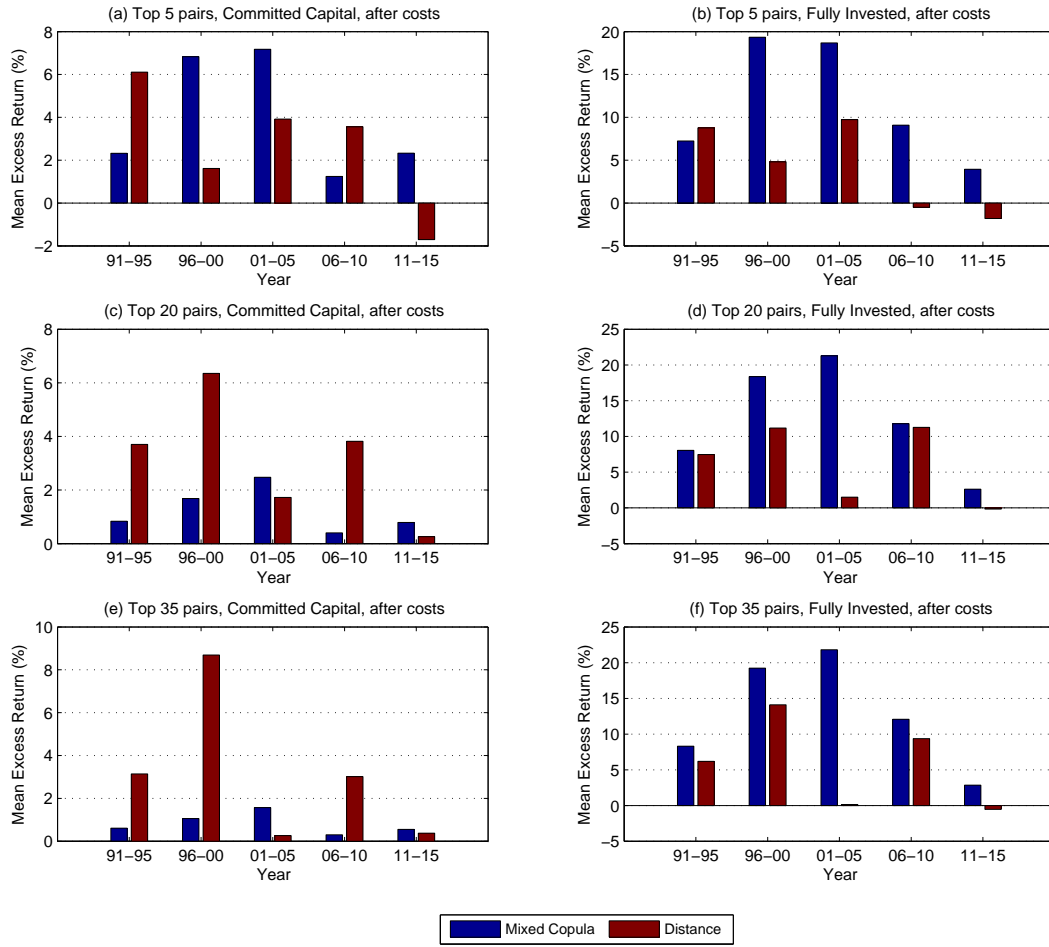 (a) Top 5 pairs, Committed Capital, after costs
Mean Excess Return (%)
8
6
4
2
0
−2
91−95 96−00 01−05 06−10 11−15
Year
(b) Top 5 pairs, Fully Invested, after costs
Mean Excess Return (%)
20
15
10
5
0
−5
91−95 96−00 01−05 06−10 11−15
Year
(c) Top 20 pairs, Committed Capital, after costs
Mean Excess Return (%)
8
6
4
2
0
91−95 96−00 01−05 06−10 11−15
Year
(d) Top 20 pairs, Fully Invested, after costs
Mean Excess Return (%)
25
20
15
10
5
0
−5
91−95 96−00 01−05 06−10 11−15
Year
(e) Top 35 pairs, Committed Capital, after costs
Mean Excess Return (%)
10
8
6
4
2
0
91−95 96−00 01−05 06−10 11−15
Year
(f) Top 35 pairs, Fully Invested, after costs
Mean Excess Return (%)
25
20
15
10
5
0
−5
91−95 96−00 01−05 06−10 11−15
Year
Mixed Copula Distance